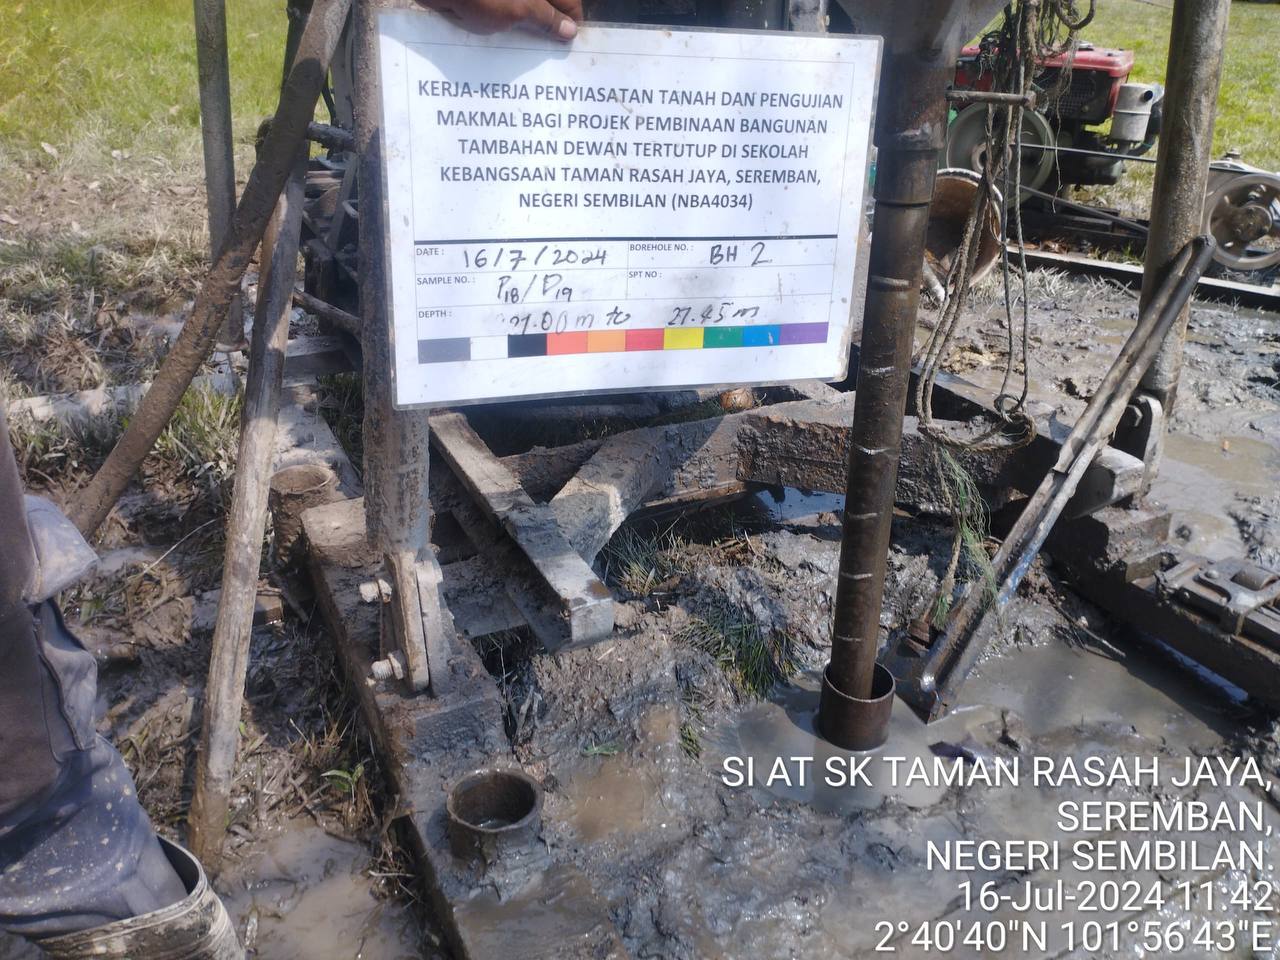 KERJA-KERJA PENYIASATAN TANAH DAN PENGUJIAN
MAKMAL BAGI PROJEK PEMBINAAN BANGUNAN
TAMBAHAN DEWAN TERTUTUP DI SEKOLAH
KEBANGSAAN TAMAN RASAH JAYA, SEREMBAN,
NEGERI SEMBILAN (NBA4034)
DATE : 16/7/2024 BOREHOLE NO. : BH 2
SAMPLE NO. : P18/D19 SPT NO :
DEPTH : 27.00 m to 27.45 m
SI AT SK TAMAN RASAH JAYA,
SEREMBAN,
NEGERI SEMBILAN.
16-Jul-2024 11:42
2°40'40"N 101°56'43"E